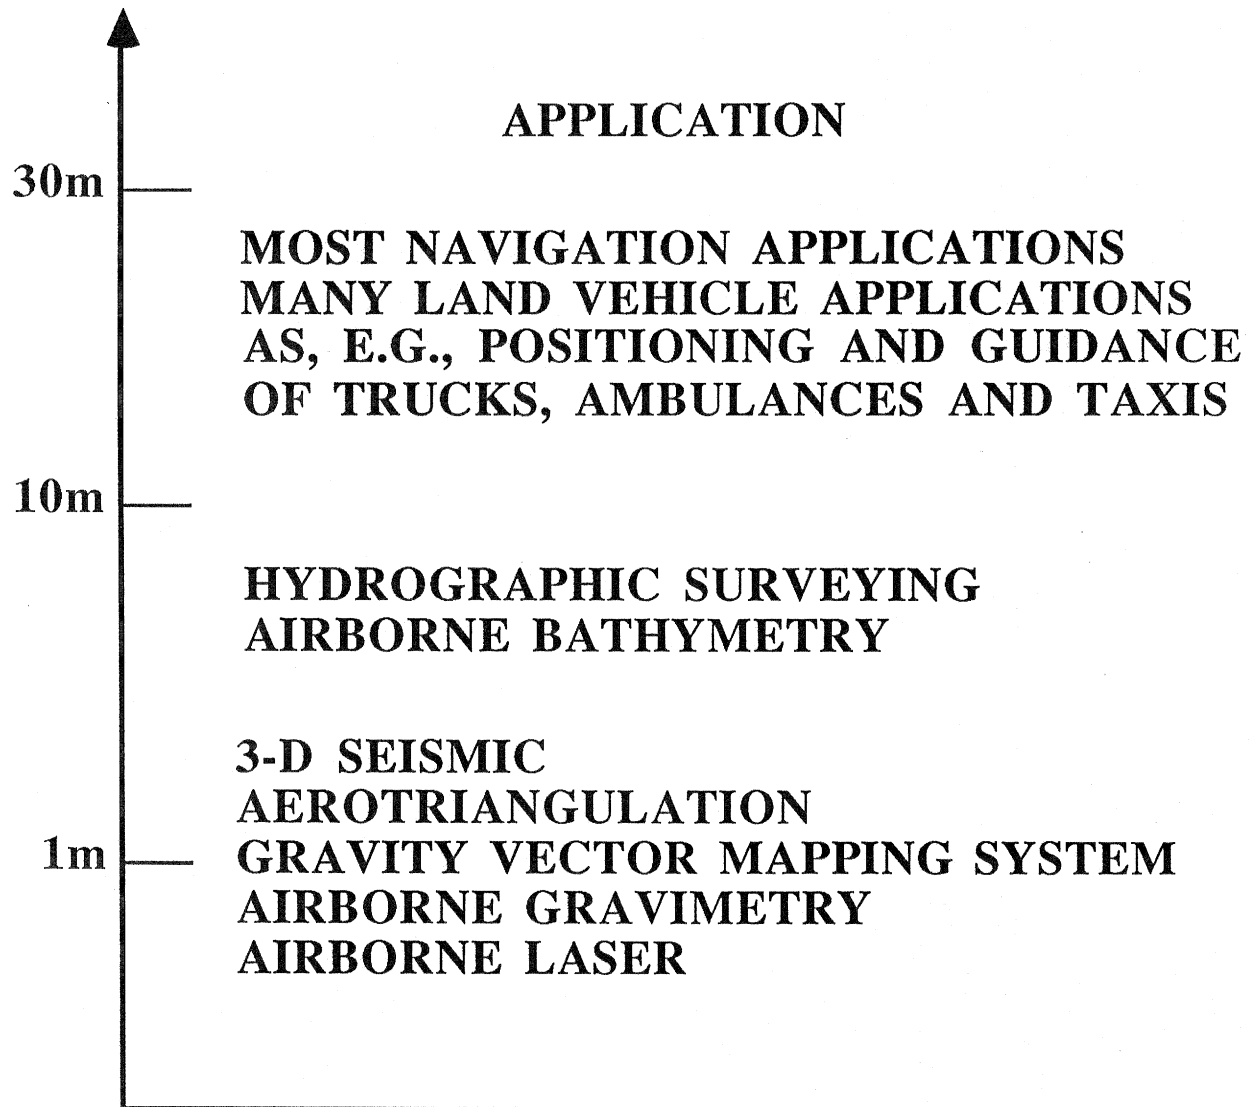 APPLICATION
30m
MOST NAVIGATION APPLICATIONS
MANY LAND VEHICLE APPLICATIONS
AS, E.G., POSITIONING AND GUIDANCE
OF TRUCKS, AMBULANCES AND TAXIS
10m
HYDROGRAPHIC SURVEYING
AIRBORNE BATHYMETRY
3-D SEISMIC
AEROTRIANGULATION
1m GRAVITY VECTOR MAPPING SYSTEM
AIRBORNE GRAVIMETRY
AIRBORNE LASER